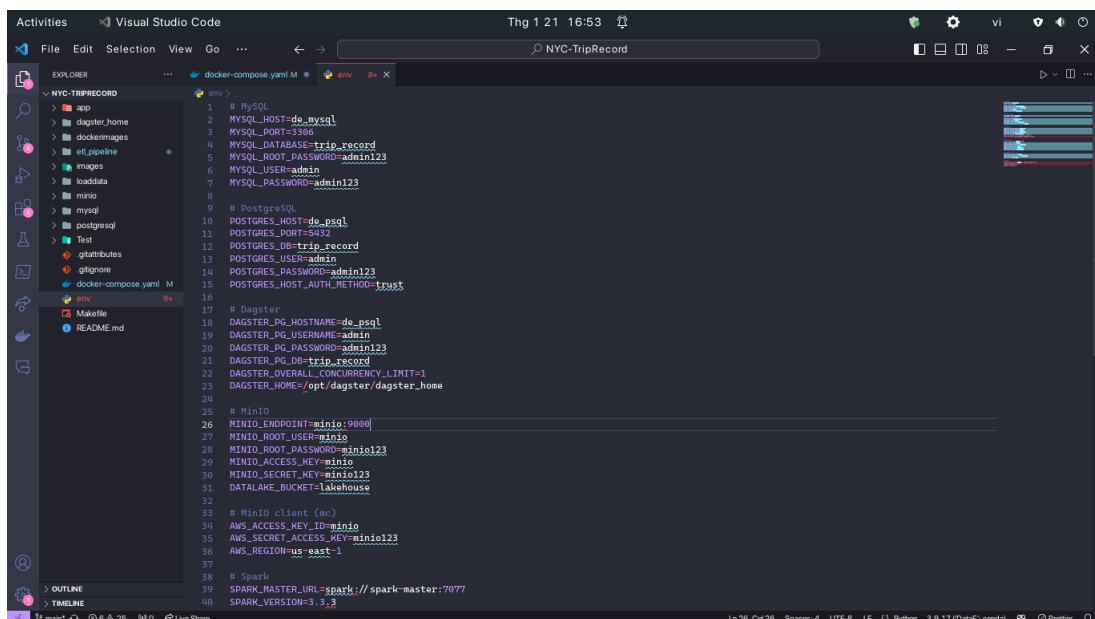 Activities
Visual Studio Code
Thg 1 21 16:53
vi
File Edit Selection View Go ...
NYC-TripRecord
EXPLORER
docker-compose.yaml M
env 9+
NYC-TRIPRECORD
app
dagster_home
dockerimages
etl_pipeline
images
loaddata
minio
mysql
postgresql
Test
.gitattributes
.gitignore
docker-compose.yaml M
env 9+
Makefile
README.md
OUTLINE
TIMELINE
env > ...
1 # MySQL
2 MYSQL_HOST=de_mysql
3 MYSQL_PORT=3306
4 MYSQL_DATABASE=trip_record
5 MYSQL_ROOT_PASSWORD=admin123
6 MYSQL_USER=admin
7 MYSQL_PASSWORD=admin123
8
9 # PostgreSQL
10 POSTGRES_HOST=de_psql
11 POSTGRES_PORT=5432
12 POSTGRES_DB=trip_record
13 POSTGRES_USER=admin
14 POSTGRES_PASSWORD=admin123
15 POSTGRES_HOST_AUTH_METHOD=trust
16
17 # Dagster
18 DAGSTER_PG_HOSTNAME=de_psql
19 DAGSTER_PG_USERNAME=admin
20 DAGSTER_PG_PASSWORD=admin123
21 DAGSTER_PG_DB=trip_record
22 DAGSTER_OVERALL_CONCURRENCY_LIMIT=1
23 DAGSTER_HOME=/opt/dagster/dagster_home
24
25 # MinIO
26 MINIO_ENDPOINT=minio:9000
27 MINIO_ROOT_USER=minio
28 MINIO_ROOT_PASSWORD=minio123
29 MINIO_ACCESS_KEY=minio
30 MINIO_SECRET_KEY=minio123
31 DATALAKE_BUCKET=lakehouse
32
33 # MinIO client (mc)
34 AWS_ACCESS_KEY_ID=minio
35 AWS_SECRET_ACCESS_KEY=minio123
36 AWS_REGION=us-east-1
37
38 # Spark
39 SPARK_MASTER_URL=spark://spark-master:7077
40 SPARK_VERSION=3.3.3
main* 6 25 0 Live Share
Ln 26, Col 26 Spaces: 4 UTF-8 LF Python 3.9.17 ('DataE': conda) Prettier